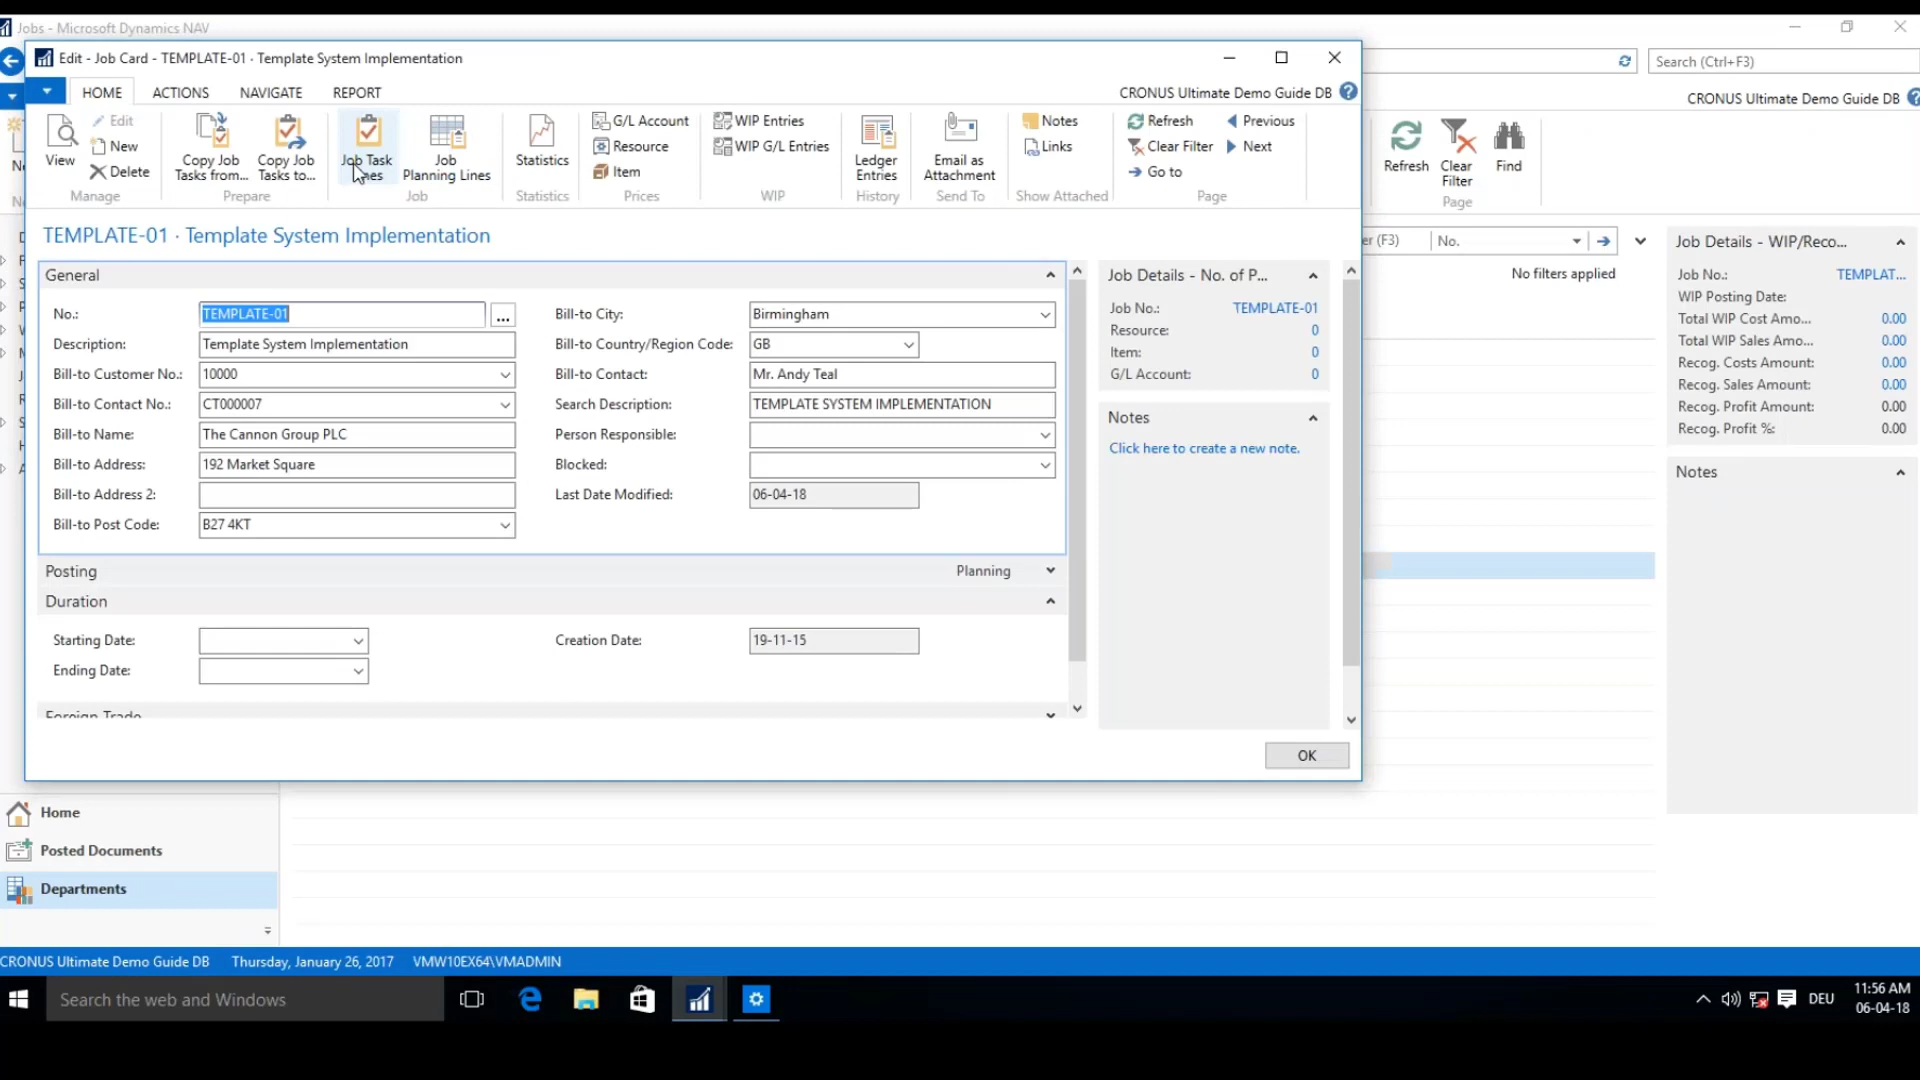 Jobs - Microsoft Dynamics NAV
Edit - Job Card - TEMPLATE-01 · Template System Implementation
Search (Ctrl+F3)
HOME ACTIONS NAVIGATE REPORT
CRONUS Ultimate Demo Guide DB
CRONUS Ultimate Demo Guide DB
View
Edit
New
Delete
Manage
Copy Job Tasks from...
Copy Job Tasks to...
Prepare
Job Task
Job Planning Lines
Job
Statistics
Statistics
G/L Account
Resource
Item
Prices
WIP Entries
WIP G/L Entries
WIP
Ledger Entries
History
Email as Attachment
Send To
Notes
Links
Show Attached
Refresh
Clear Filter
Go to
Previous
Next
Page
Refresh
Clear Filter
Find
Page
TEMPLATE-01 · Template System Implementation
General
No.: TEMPLATE-01 ...
Description: Template System Implementation
Bill-to Customer No.: 10000
Bill-to Contact No.: CT000007
Bill-to Name: The Cannon Group PLC
Bill-to Address: 192 Market Square
Bill-to Address 2:
Bill-to Post Code: B27 4KT
Bill-to City: Birmingham
Bill-to Country/Region Code: GB
Bill-to Contact: Mr. Andy Teal
Search Description: TEMPLATE SYSTEM IMPLEMENTATION
Person Responsible:
Blocked:
Last Date Modified: 06-04-18
Posting Planning
Duration
Starting Date:
Ending Date:
Creation Date: 19-11-15
Foreign Trade
Job Details - No. of P...
Job No.: TEMPLATE-01
Resource: 0
Item: 0
G/L Account: 0
Notes
Click here to create a new note.
OK
(F3) No.
No filters applied
Job Details - WIP/Reco...
Job No.: TEMPLAT...
WIP Posting Date:
Total WIP Cost Amo... 0.00
Total WIP Sales Amo... 0.00
Recog. Costs Amount: 0.00
Recog. Sales Amount: 0.00
Recog. Profit Amount: 0.00
Recog. Profit %: 0.00
Notes
Home
Posted Documents
Departments
CRONUS Ultimate Demo Guide DB Thursday, January 26, 2017 VMW10EX64\VMADMIN
Search the web and Windows
DEU
11:56 AM
06-04-18